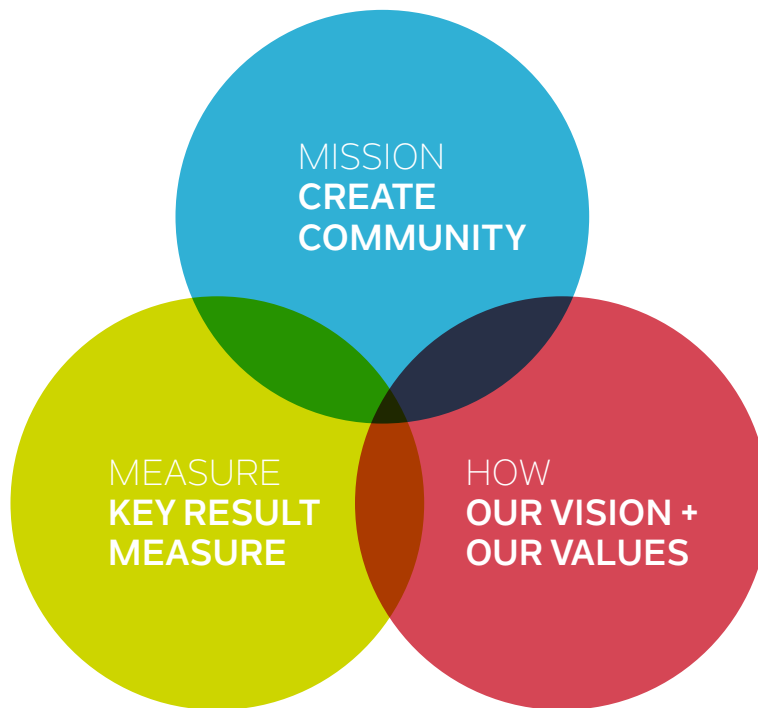 MISSION
CREATE
COMMUNITY
MEASURE
KEY RESULT
MEASURE
HOW
OUR VISION +
OUR VALUES